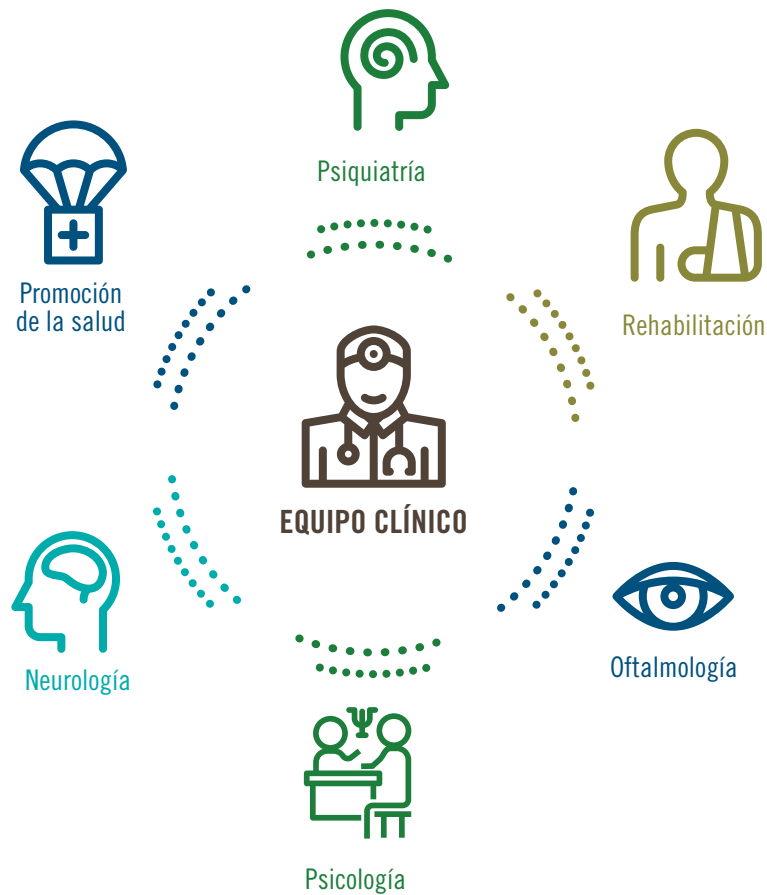 Psiquiatría
Promoción
de la salud
Rehabilitación
EQUIPO CLÍNICO
Neurología
Oftalmología
Psicología